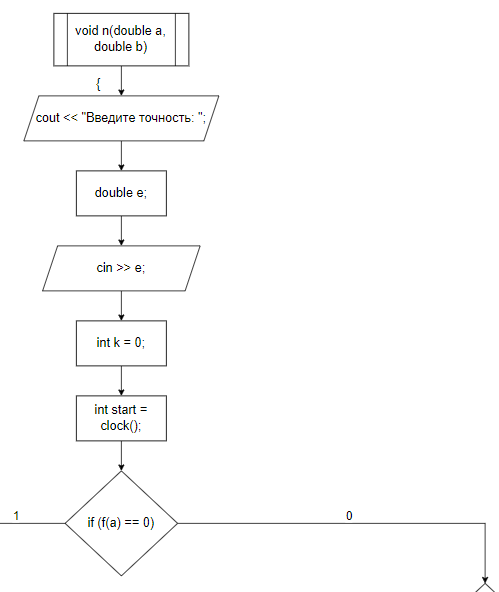 void n(double a,
double b)
{
cout << "Введите точность: ";
double e;
cin >> e;
int k = 0;
int start =
clock();
1
if (f(a) == 0)
0